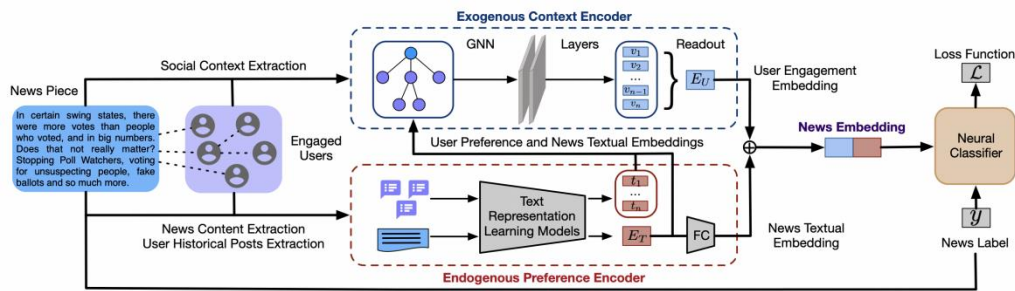 Exogenous Context Encoder
GNN
Layers
Readout
Loss Function
ℒ
Social Context Extraction
v₁
v₂
...
vₙ₋₁
vₙ
E_U
User Engagement
Embedding
News Piece
In certain swing states, there
were more votes than people
who voted, and in big numbers.
Does that not really matter?
Stopping Poll Watchers, voting
for unsuspecting people, fake
ballots and so much more.
Engaged
Users
User Preference and News Textual Embeddings
News Embedding
Neural
Classifier
Text
Representation
Learning Models
t₁
...
tₙ
E_T
FC
News Content Extraction
User Historical Posts Extraction
News Textual
Embedding
y
News Label
Endogenous Preference Encoder